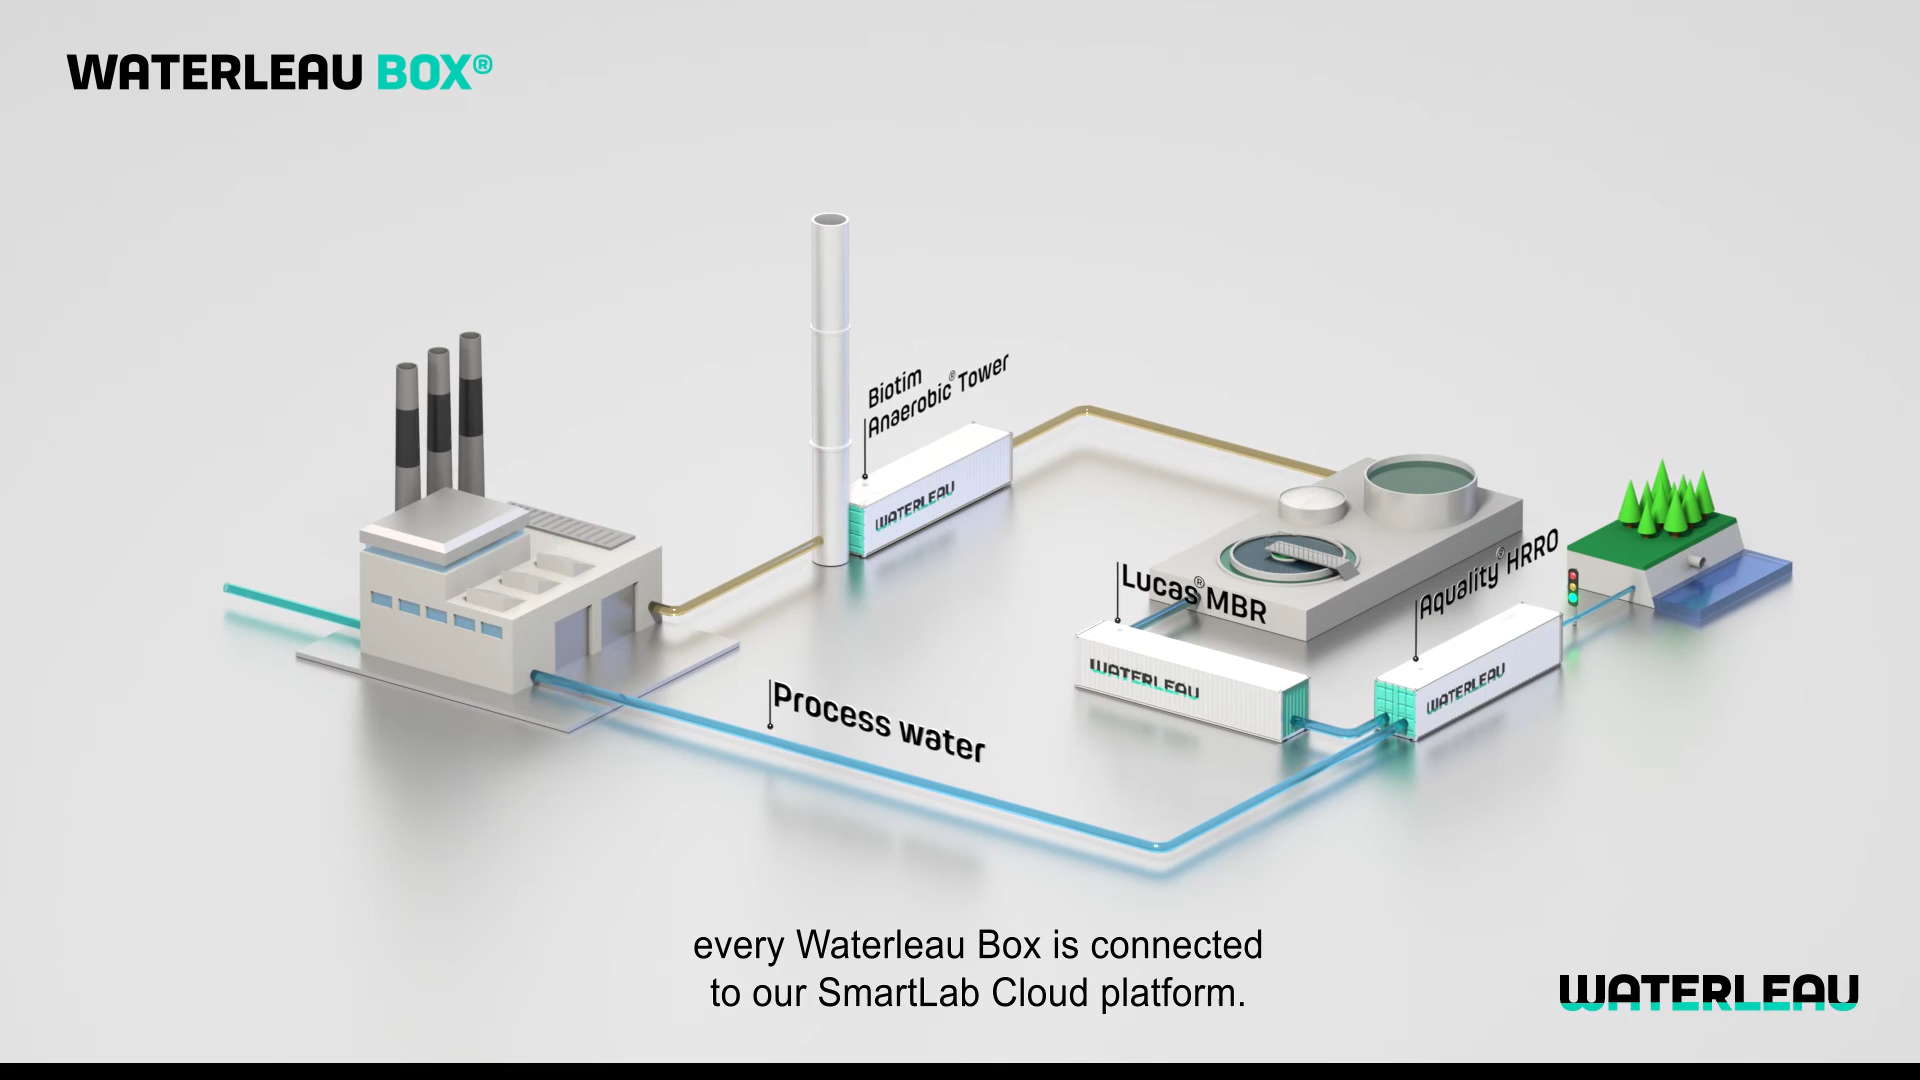 WATERLEAU BOX®
Biotim
Anaerobic® Tower
WATERLEAU
Lucas® MBR
Aquality® HRRO
WATERLEAU
WATERLEAU
Process water
every Waterleau Box is connected
to our SmartLab Cloud platform.
WATERLEAU